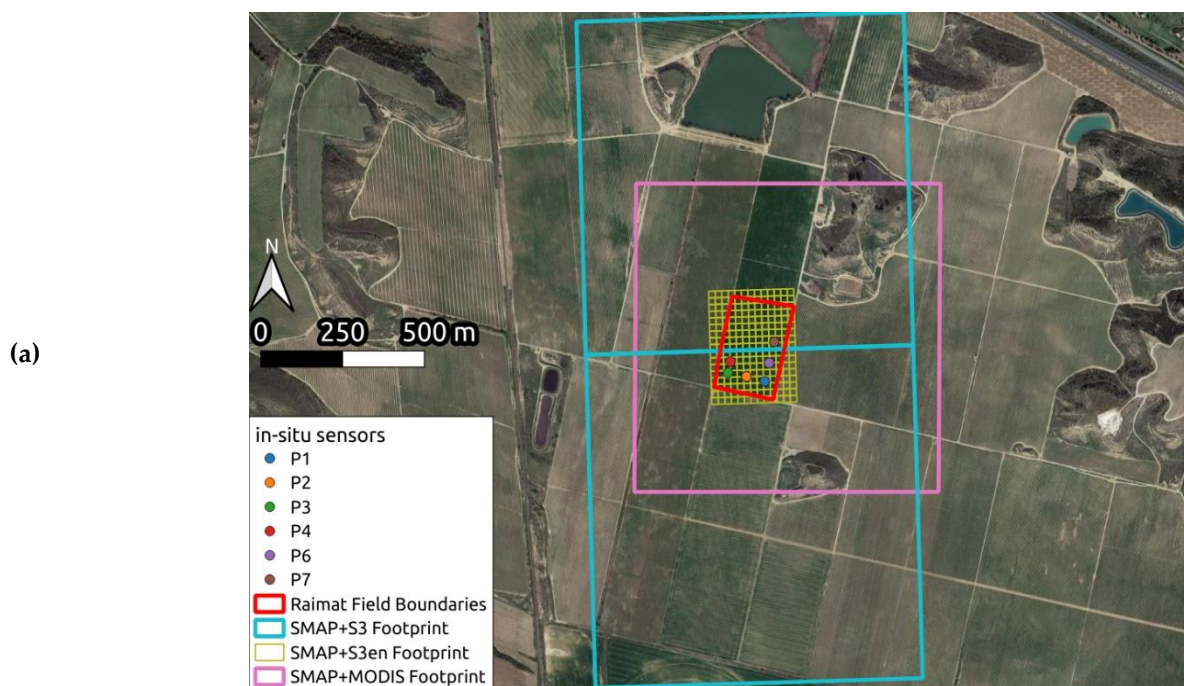 (a)
N
0 250 500 m
in-situ sensors
P1
P2
P3
P4
P6
P7
Raimat Field Boundaries
SMAP+S3 Footprint
SMAP+S3en Footprint
SMAP+MODIS Footprint